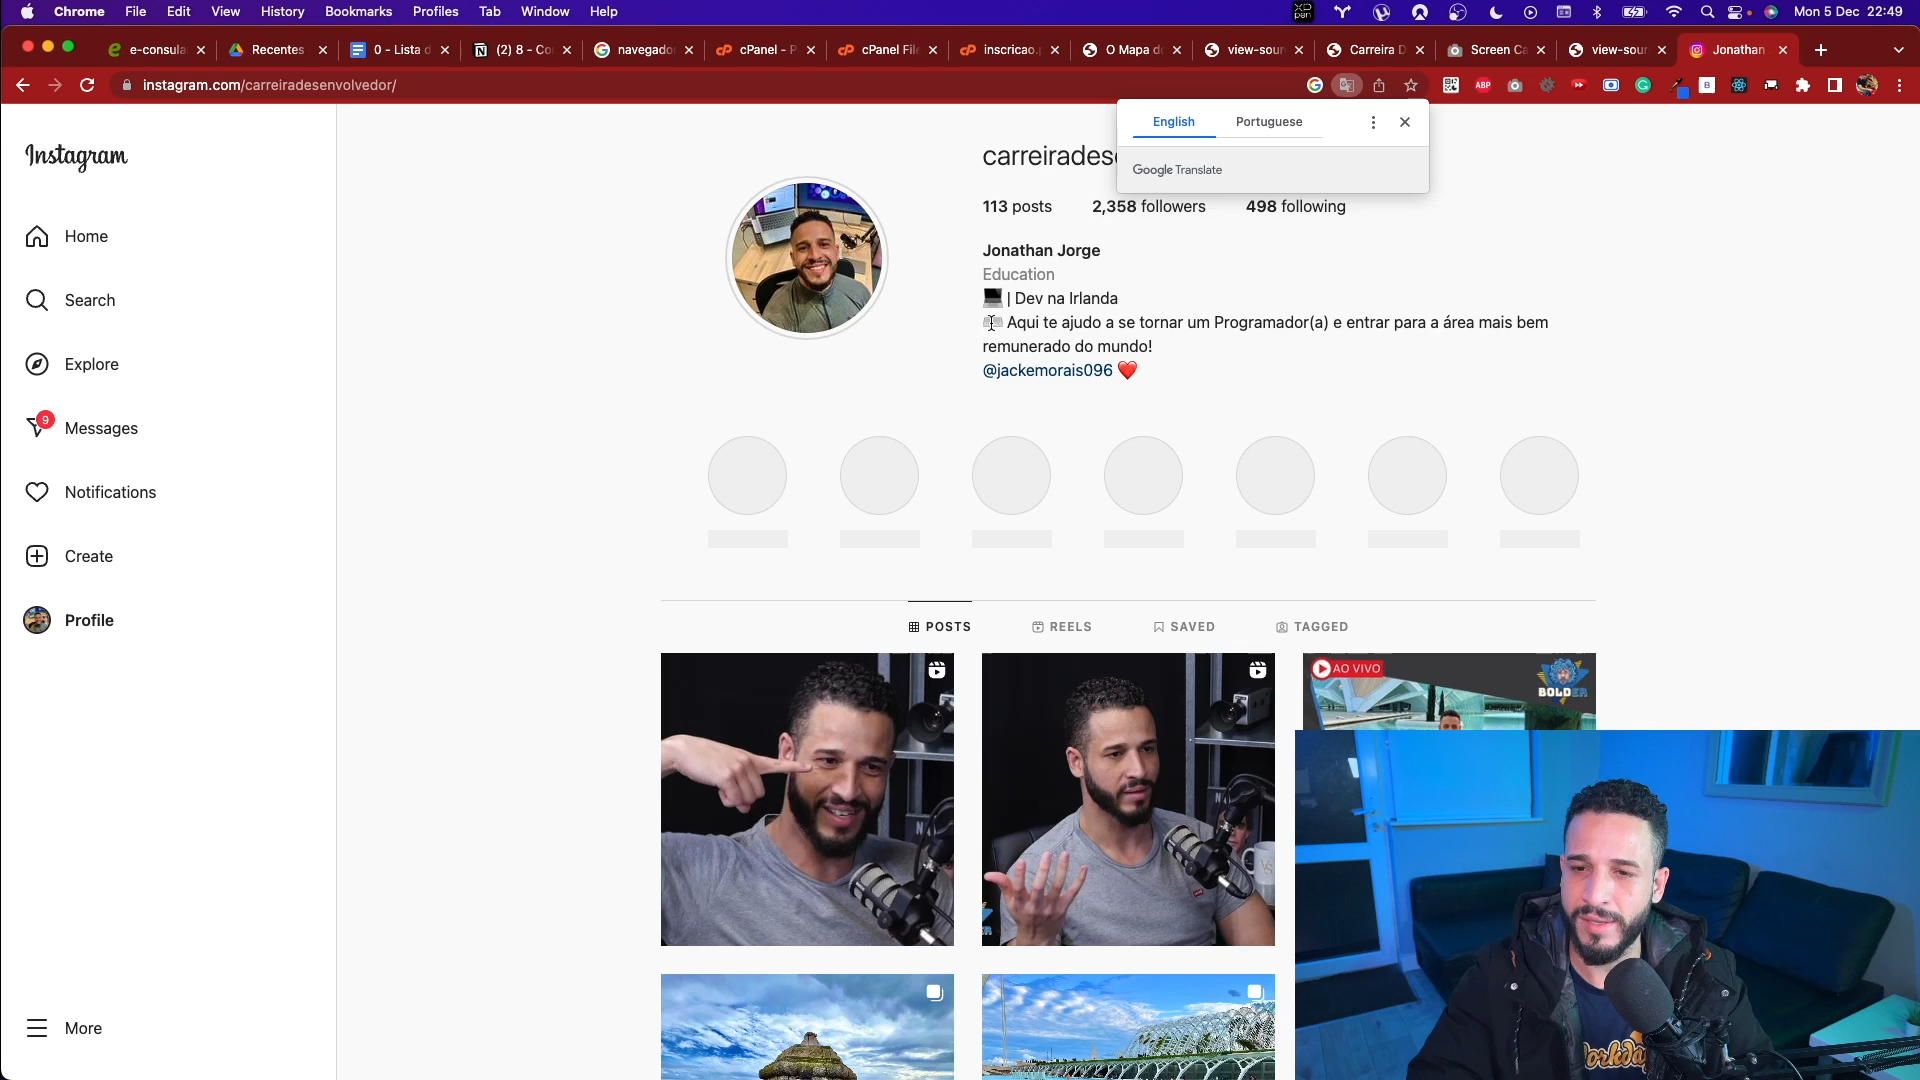 Chrome File Edit View History Bookmarks Profiles Tab Window Help
Mon 5 Dec 22:49
e-consula
Recentes
0 - Lista d
(2) 8 - Co
navegado
cPanel - P
cPanel File
inscricao.p
O Mapa d
view-sour
Carreira D
Screen Ca
view-sour
Jonathan
instagram.com/carreiradesenvolvedor/
ABP
English Portuguese
Google Translate
Instagram
Home
Search
Explore
9
Messages
Notifications
Create
Profile
More
113 posts 2,358 followers 498 following
Jonathan Jorge
Education
💻 | Dev na Irlanda
Aqui te ajudo a se tornar um Programador(a) e entrar para a área mais bem
remunerado do mundo!
@jackemorais096 ❤️
POSTS REELS SAVED TAGGED
AO VIVO
BOLDER